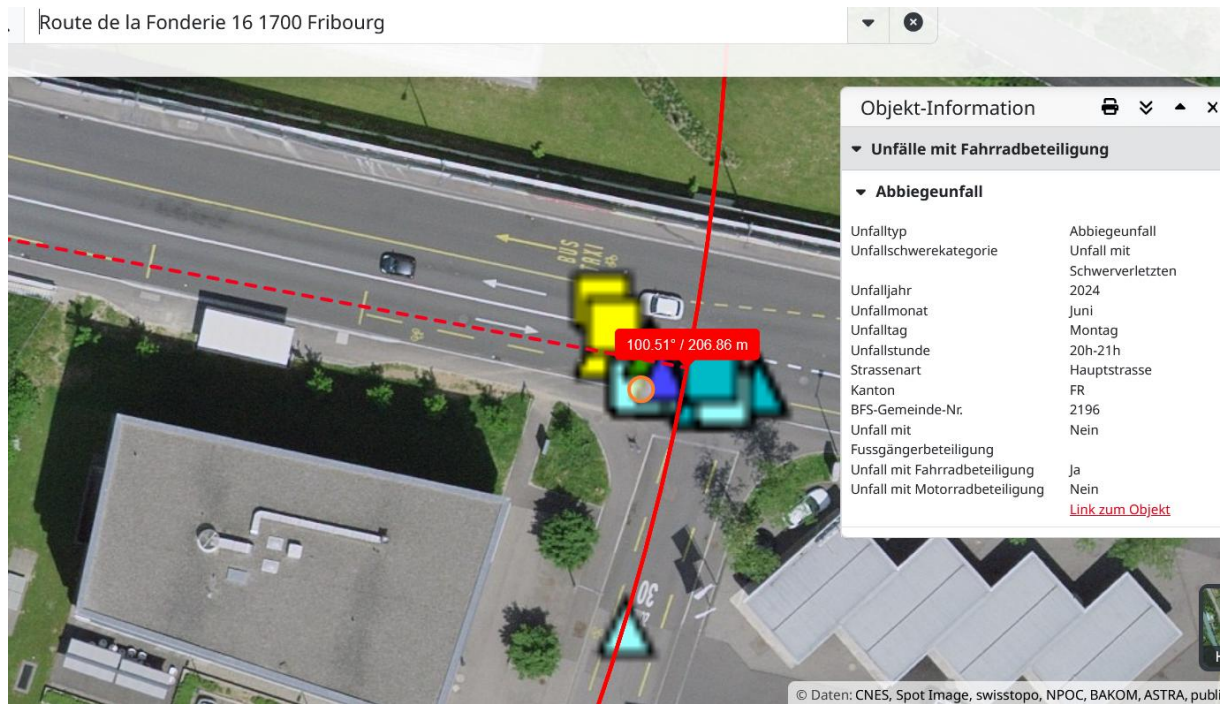 Route de la Fonderie 16 1700 Fribourg
Objekt-Information
Unfälle mit Fahrradbeteiligung
Abbiegeunfall
Unfalltyp Abbiegeunfall
Unfallschwerekategorie Unfall mit
Schwerverletzten
Unfalljahr 2024
Unfallmonat Juni
Unfalltag Montag
Unfallstunde 20h-21h
Strassenart Hauptstrasse
Kanton FR
BFS-Gemeinde-Nr. 2196
Unfall mit Nein
Fussgängerbeteiligung
Unfall mit Fahrradbeteiligung Ja
Unfall mit Motorradbeteiligung Nein
Link zum Objekt
BUS
TAXI
100.51° / 206.86 m
30
H
© Daten: CNES, Spot Image, swisstopo, NPOC, BAKOM, ASTRA, publi